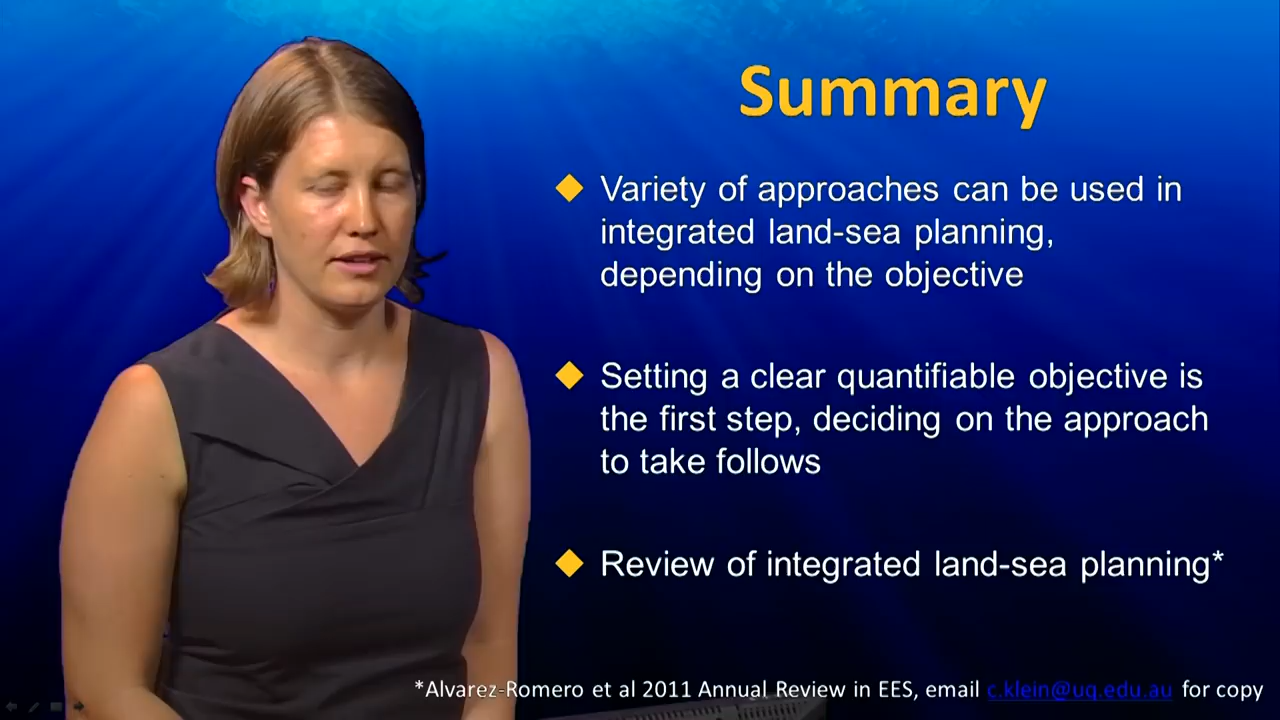 Summary
Variety of approaches can be used in
integrated land-sea planning,
depending on the objective
Setting a clear quantifiable objective is
the first step, deciding on the approach
to take follows
Review of integrated land-sea planning*
*Alvarez-Romero et al 2011 Annual Review in EES, email c.klein@uq.edu.au for copy